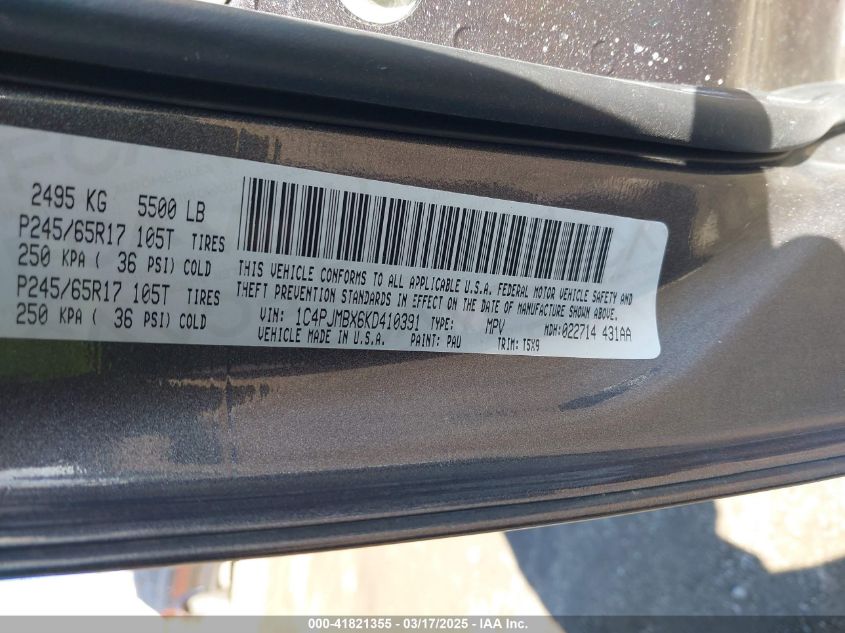 2495 KG 5500 LB
P245/65R17 105T TIRES
250 KPA ( 36 PSI) COLD
P245/65R17 105T TIRES
250 KPA ( 36 PSI) COLD
THIS VEHICLE CONFORMS TO ALL APPLICABLE U.S.A. FEDERAL MOTOR VEHICLE SAFETY AND
THEFT PREVENTION STANDARDS IN EFFECT ON THE DATE OF MANUFACTURE SHOWN ABOVE.
VIN: 1C4PJMBX6KD410391 TYPE: MPV MDH:022714 431AA
VEHICLE MADE IN U.S.A. PAINT: PAU TRIM: T5X9
000-41821355 — 03/17/2025 — IAA Inc.